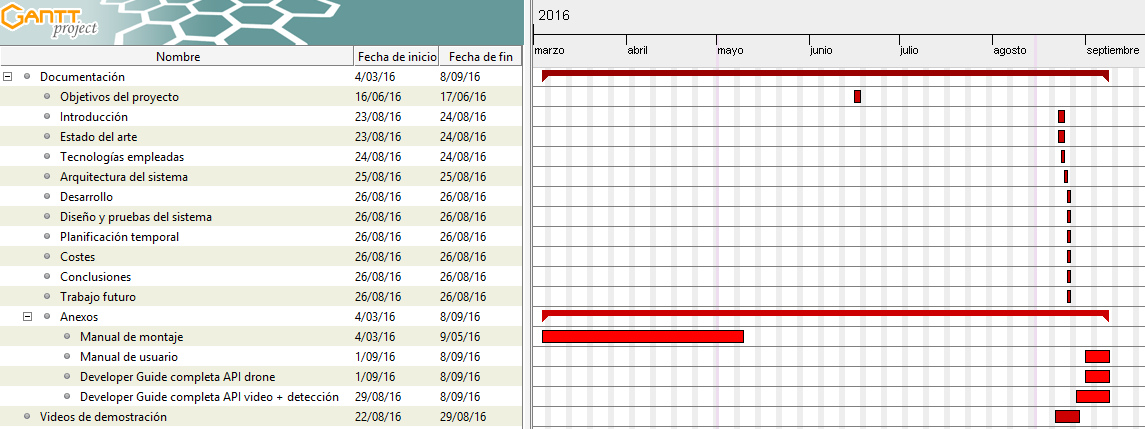 GANTT
project
2016
marzo abril mayo junio julio agosto septiembre
Nombre Fecha de inicio Fecha de fin
Documentación 4/03/16 8/09/16
Objetivos del proyecto 16/06/16 17/06/16
Introducción 23/08/16 24/08/16
Estado del arte 23/08/16 24/08/16
Tecnologías empleadas 24/08/16 24/08/16
Arquitectura del sistema 25/08/16 25/08/16
Desarrollo 26/08/16 26/08/16
Diseño y pruebas del sistema 26/08/16 26/08/16
Planificación temporal 26/08/16 26/08/16
Costes 26/08/16 26/08/16
Conclusiones 26/08/16 26/08/16
Trabajo futuro 26/08/16 26/08/16
Anexos 4/03/16 8/09/16
Manual de montaje 4/03/16 9/05/16
Manual de usuario 1/09/16 8/09/16
Developer Guide completa API drone 1/09/16 8/09/16
Developer Guide completa API video + detección 29/08/16 8/09/16
Videos de demostración 22/08/16 29/08/16